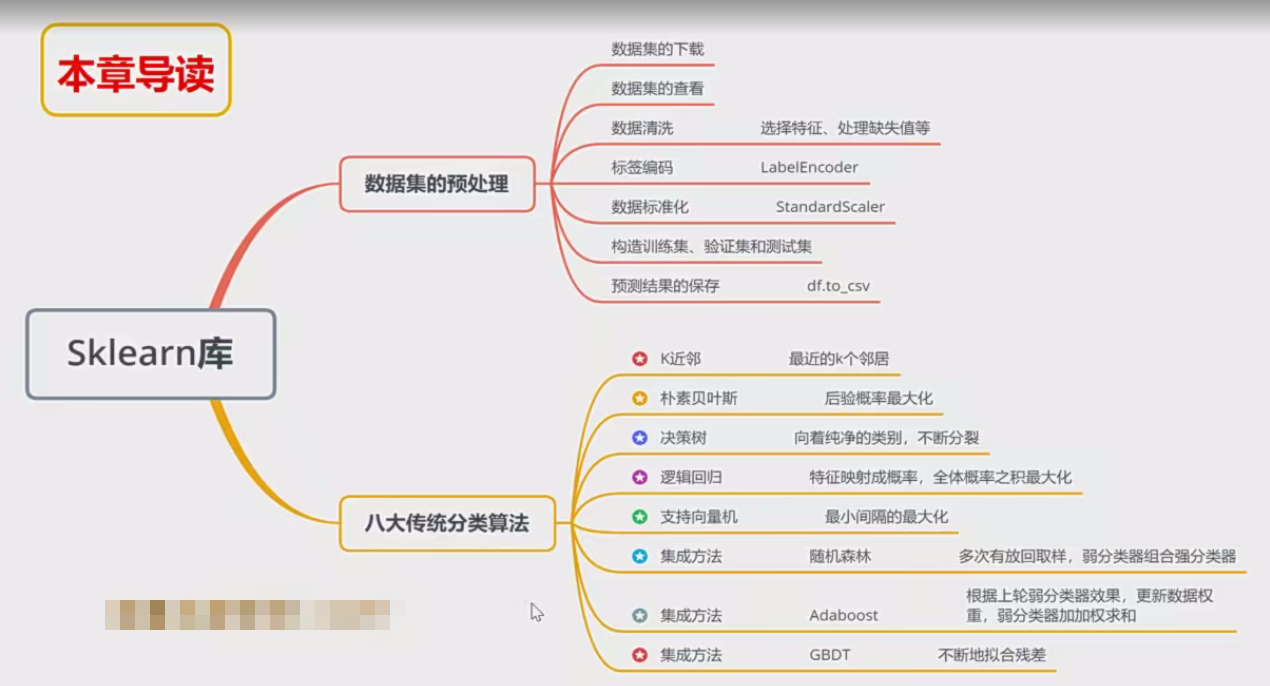 本章导读
Sklearn库
数据集的预处理
数据集的下载
数据集的查看
数据清洗 选择特征、处理缺失值等
标签编码 LabelEncoder
数据标准化 StandardScaler
构造训练集、验证集和测试集
预测结果的保存 df.to_csv
八大传统分类算法
K近邻 最近的k个邻居
朴素贝叶斯 后验概率最大化
决策树 向着纯净的类别，不断分裂
逻辑回归 特征映射成概率，全体概率之积最大化
支持向量机 最小间隔的最大化
集成方法 随机森林 多次有放回取样，弱分类器组合强分类器
集成方法 Adaboost 根据上轮弱分类器效果，更新数据权
重，弱分类器加加权求和
集成方法 GBDT 不断地拟合残差